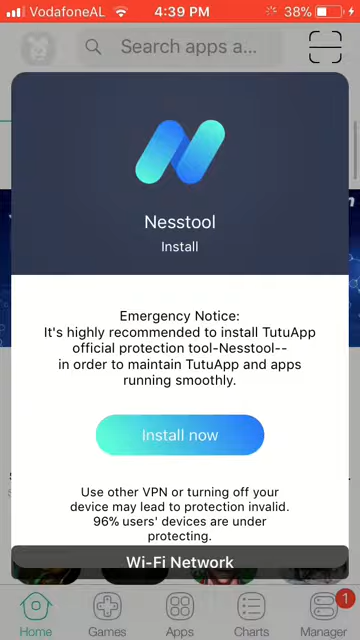 VodafoneAL
4:39 PM
38%
Search apps a...
Nesstool
Install
Emergency Notice:
It's highly recommended to install TutuApp
official protection tool-Nesstool--
in order to maintain TutuApp and apps
running smoothly.
Install now
Use other VPN or turning off your
device may lead to protection invalid.
96% users' devices are under
protecting.
Wi-Fi Network
1
Home
Games
Apps
Charts
Manager